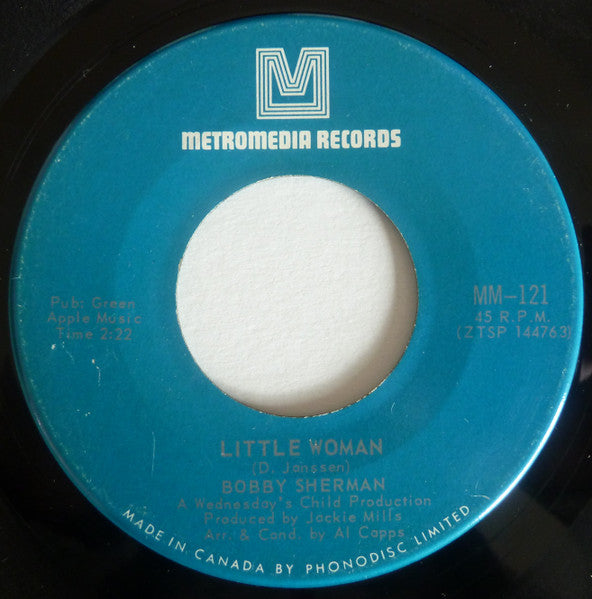 M
METROMEDIA RECORDS
Pub: Green
Apple Music
Time 2:22
MM-121
45 R.P.M.
(ZTSP 144763)
LITTLE WOMAN
(D. Janssen)
BOBBY SHERMAN
A Wednesday's Child Production
Produced by Jackie Mills
Arr. & Cond. by Al Capps
MADE IN CANADA BY PHONODISC LIMITED